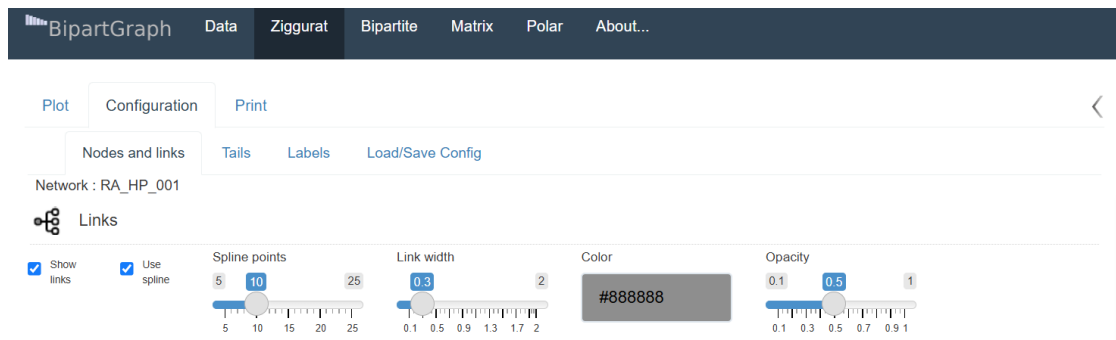 BipartGraph Data Ziggurat Bipartite Matrix Polar About...
Plot Configuration Print
Nodes and links Tails Labels Load/Save Config
Network : RA_HP_001
Links
Show links
Use spline
Spline points
5 10 25
5 10 15 20 25
Link width
0.3 2
0.1 0.5 0.9 1.3 1.7 2
Color
#888888
Opacity
0.1 0.5 1
0.1 0.3 0.5 0.7 0.9 1